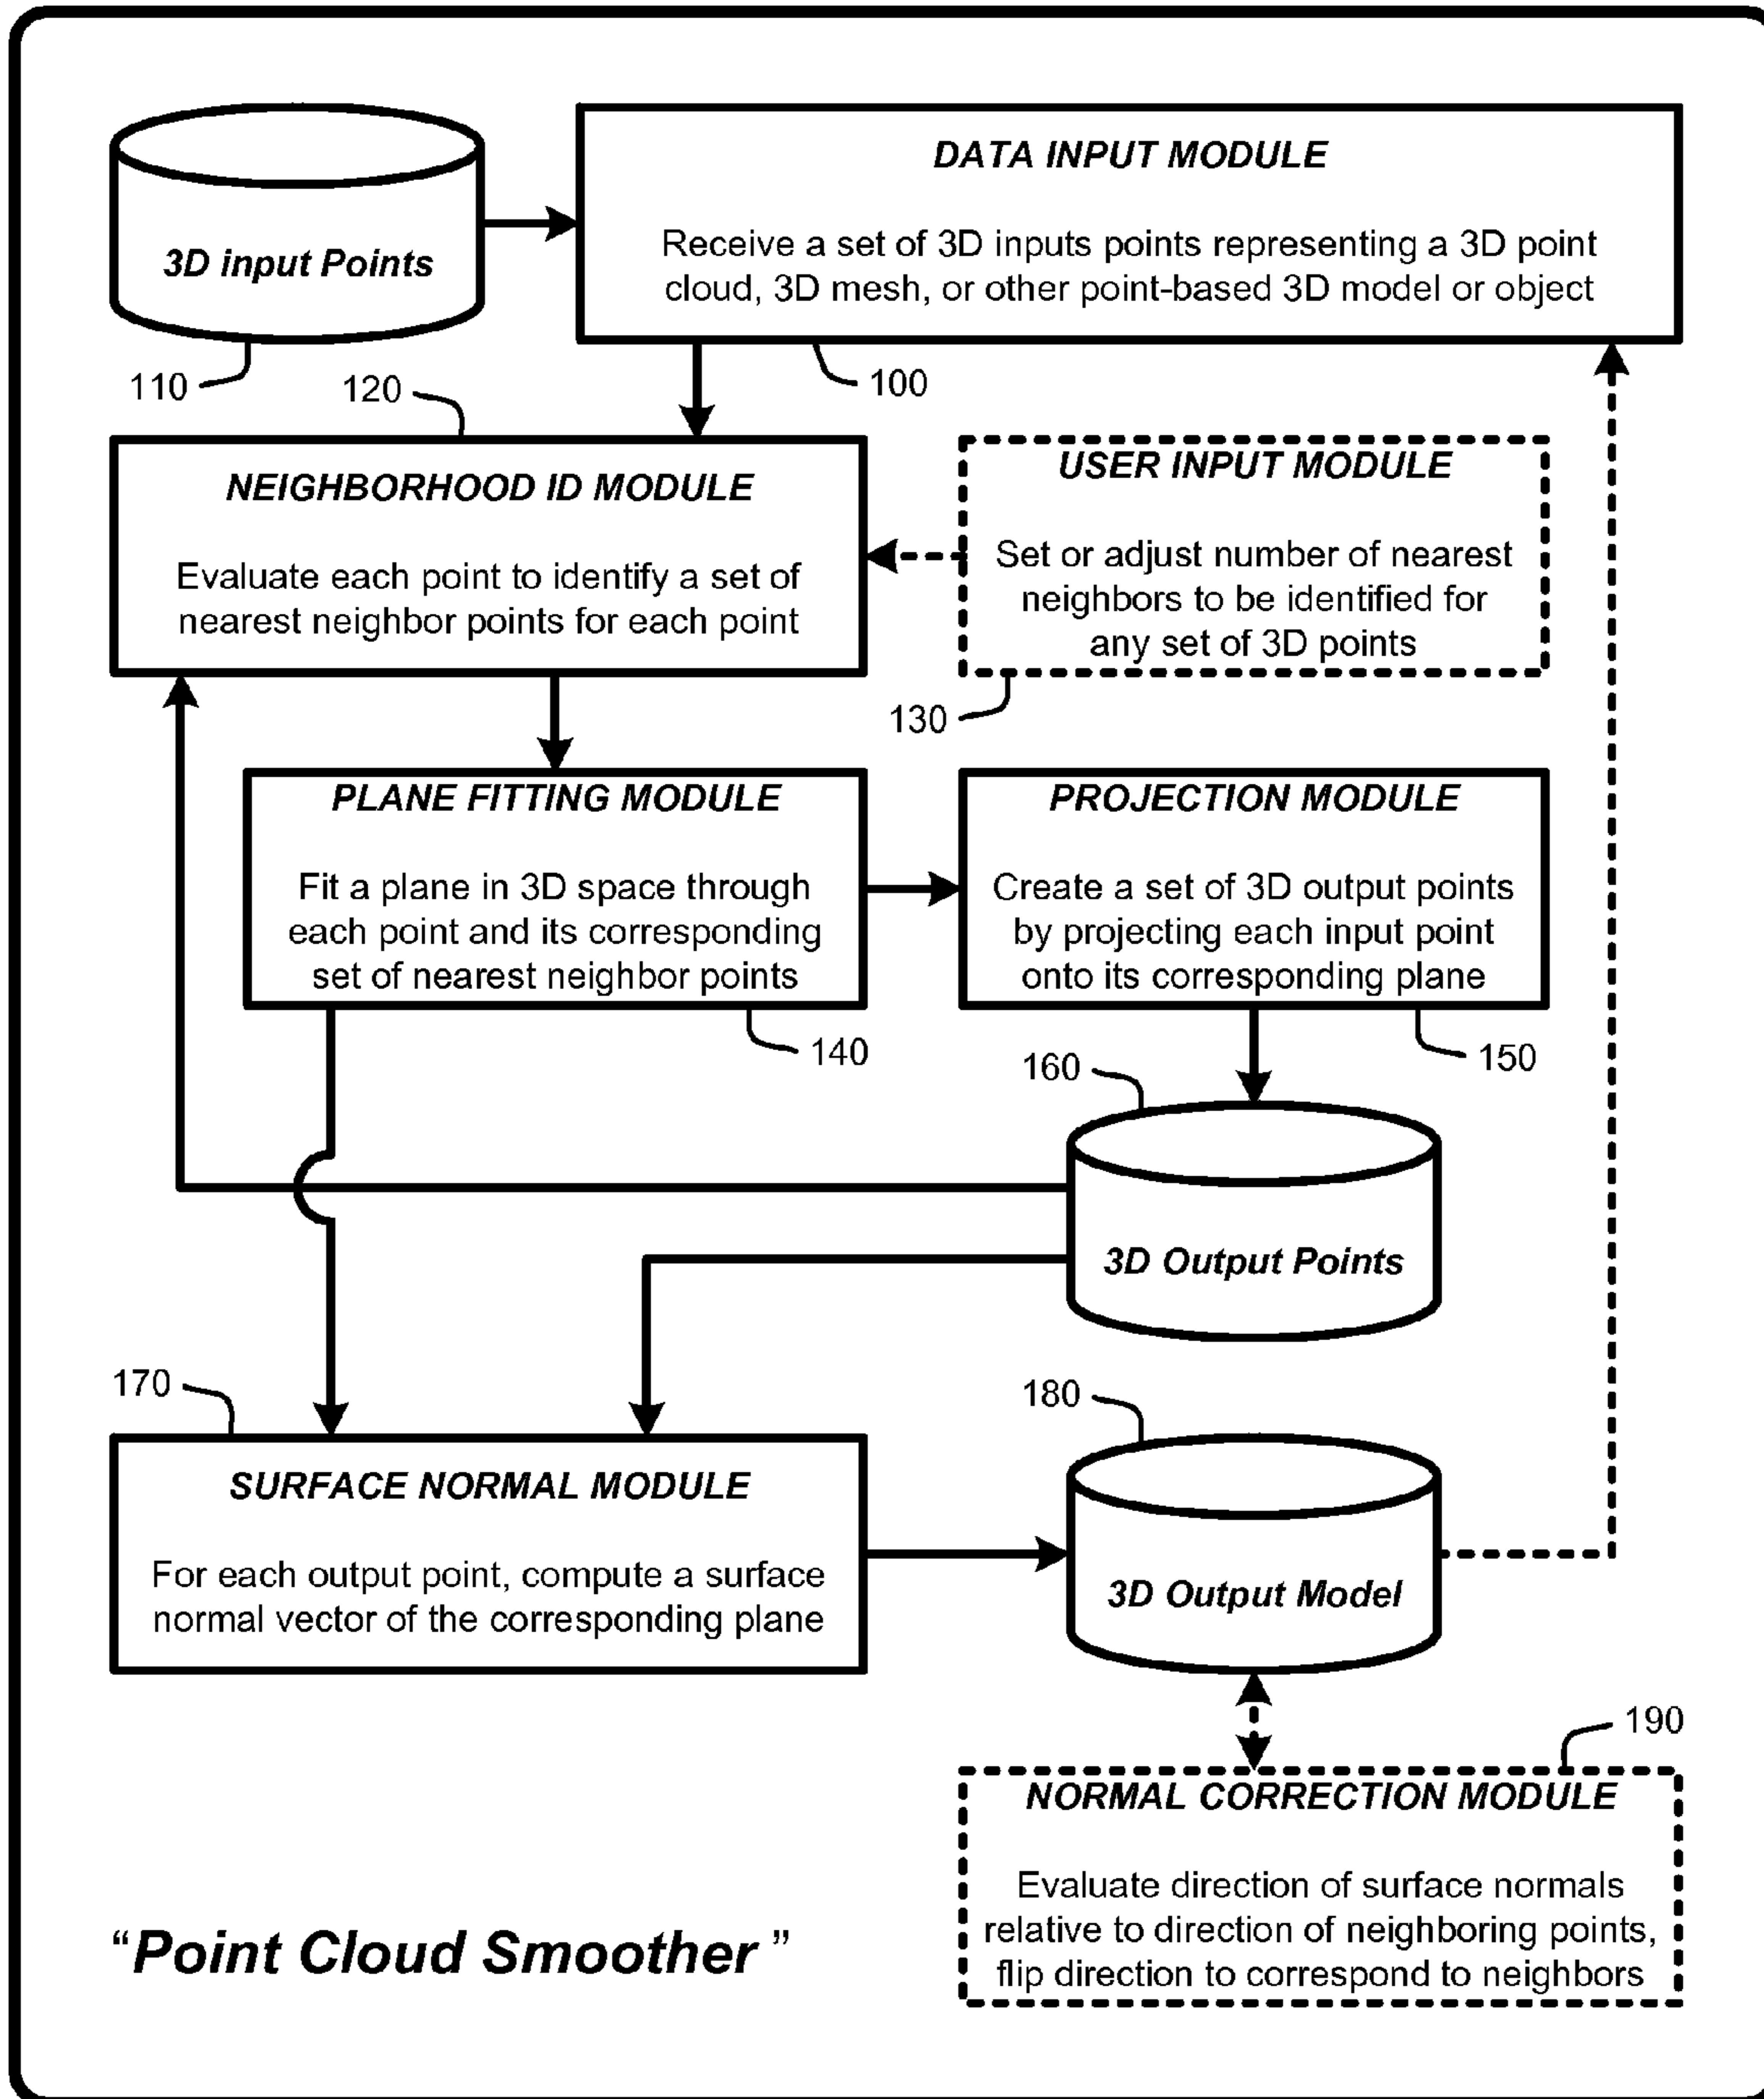 3D input Points
DATA INPUT MODULE
Receive a set of 3D inputs points representing a 3D point
cloud, 3D mesh, or other point-based 3D model or object
110
120
100
NEIGHBORHOOD ID MODULE
Evaluate each point to identify a set of
nearest neighbor points for each point
USER INPUT MODULE
Set or adjust number of nearest
neighbors to be identified for
any set of 3D points
130
PLANE FITTING MODULE
Fit a plane in 3D space through
each point and its corresponding
set of nearest neighbor points
PROJECTION MODULE
Create a set of 3D output points
by projecting each input point
onto its corresponding plane
140
150
160
3D Output Points
170
180
SURFACE NORMAL MODULE
For each output point, compute a surface
normal vector of the corresponding plane
3D Output Model
190
NORMAL CORRECTION MODULE
Evaluate direction of surface normals
relative to direction of neighboring points,
flip direction to correspond to neighbors
“Point Cloud Smoother ”